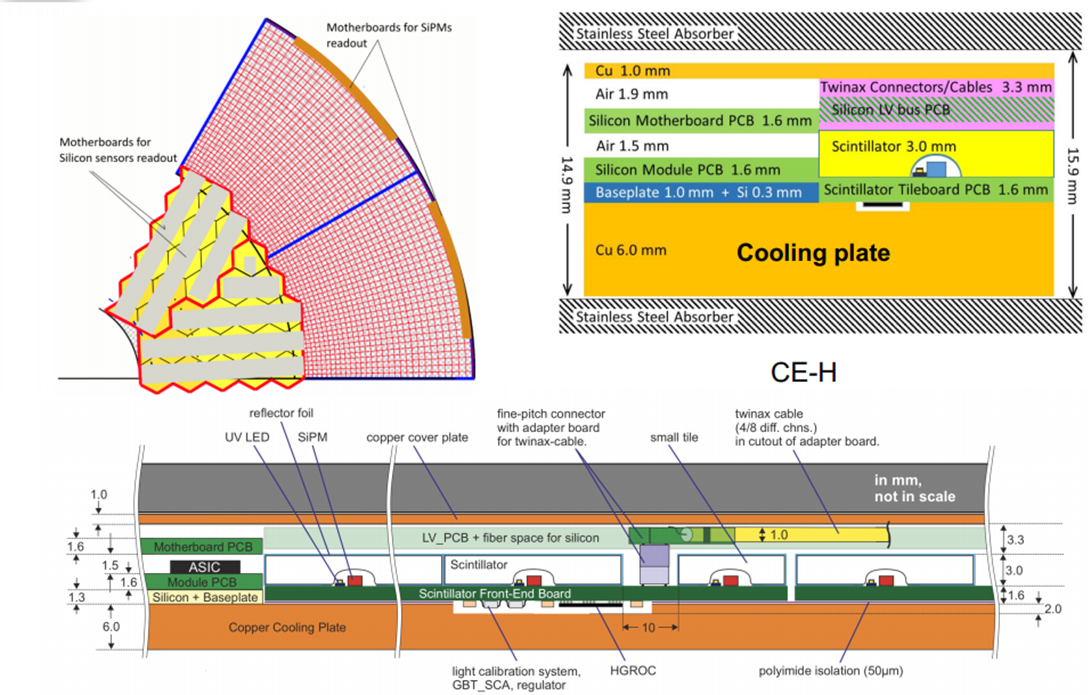 Motherboards for SiPMs
readout
Motherboards for
Silicon sensors readout
Stainless Steel Absorber
Cu 1.0 mm
Air 1.9 mm
Twinax Connectors/Cables 3.3 mm
Silicon LV bus PCB
Silicon Motherboard PCB 1.6 mm
Air 1.5 mm
Scintillator 3.0 mm
Silicon Module PCB 1.6 mm
Baseplate 1.0 mm + Si 0.3 mm
Scintillator Tileboard PCB 1.6 mm
14.9 mm
15.9 mm
Cu 6.0 mm
Cooling plate
Stainless Steel Absorber
CE-H
reflector foil
UV LED
SiPM
copper cover plate
fine-pitch connector
with adapter board
for twinax-cable.
small tile
twinax cable
(4/8 diff. chns.)
in cutout of adapter board.
in mm,
not in scale
1.0
1.6
1.5
1.6
1.3
6.0
Motherboard PCB
ASIC
Module PCB
Silicon + Baseplate
LV_PCB + fiber space for silicon
1.0
Scintillator
Scintillator Front-End Board
Copper Cooling Plate
10
3.3
3.0
1.6
2.0
light calibration system,
GBT_SCA, regulator
HGROC
polyimide isolation (50µm)